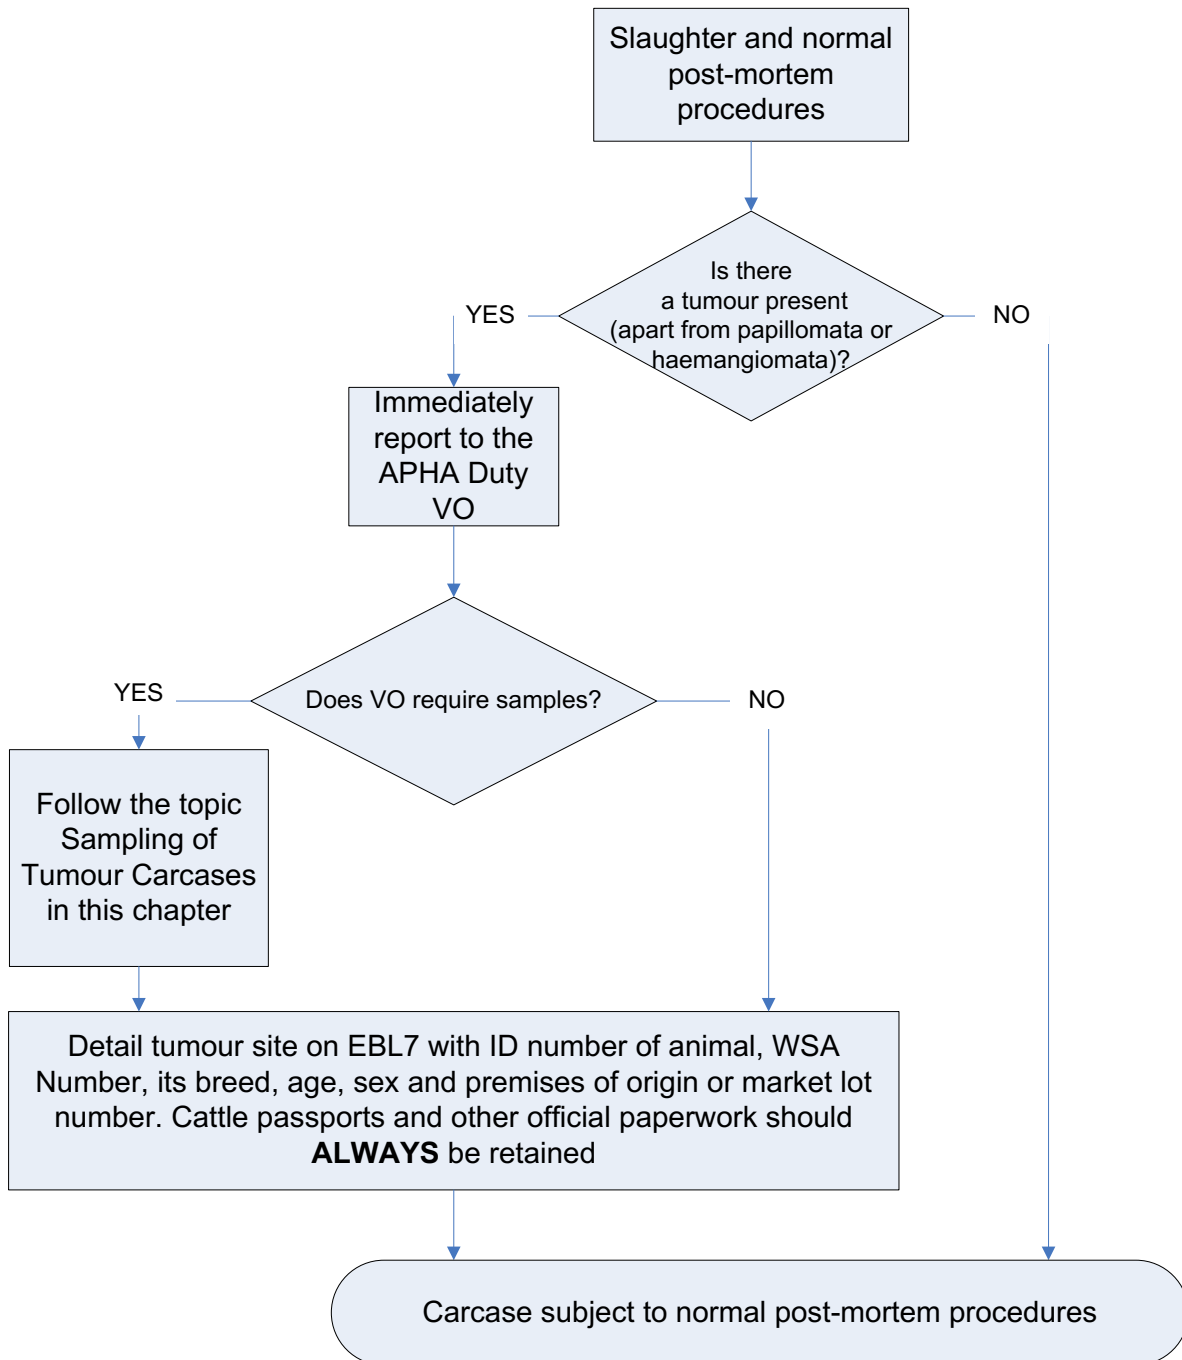 Slaughter and normal
post-mortem
procedures
Is there
a tumour present
(apart from papillomata or
haemangiomata)?
YES
NO
Immediately
report to the
APHA Duty
VO
Does VO require samples?
YES
NO
Follow the topic
Sampling of
Tumour Carcases
in this chapter
Detail tumour site on EBL7 with ID number of animal, WSA
Number, its breed, age, sex and premises of origin or market lot
number. Cattle passports and other official paperwork should
ALWAYS be retained
Carcase subject to normal post-mortem procedures